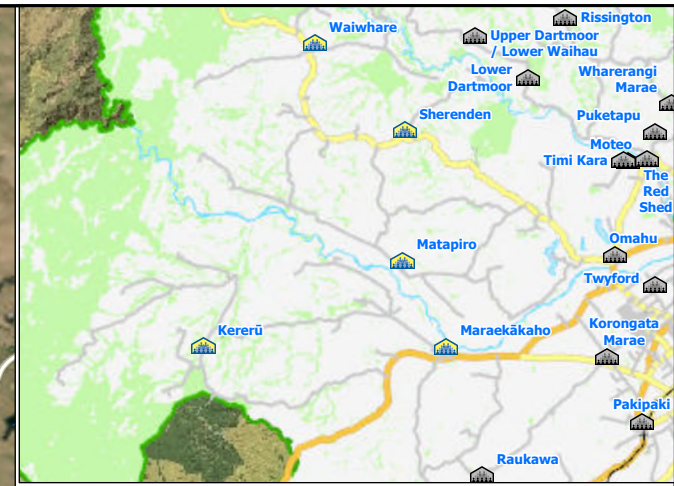 Rissington
Waiwhare
Upper Dartmoor
/ Lower Waihau
Lower
Dartmoor
Wharerangi
Marae
Sherenden
Puketapu
Moteo
Timi Kara
The
Red
Shed
Omahu
Matapiro
Twyford
Kererū
Maraekākaho
Korongata
Marae
Pakipaki
Raukawa